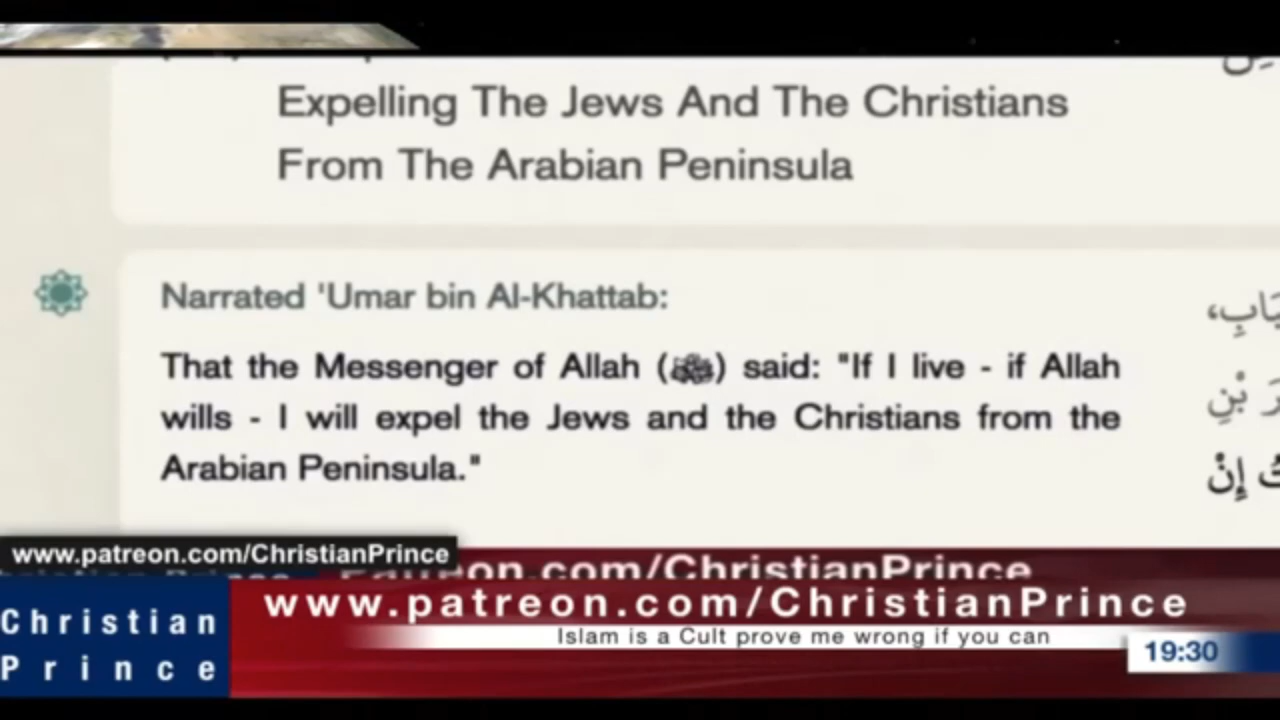 Expelling The Jews And The Christians
From The Arabian Peninsula
Narrated 'Umar bin Al-Khattab:
That the Messenger of Allah (ﷺ) said: "If I live - if Allah
wills - I will expel the Jews and the Christians from the
Arabian Peninsula."
بْنِ
إِنْ
www.patreon.com/ChristianPrince
Patreon.com/ChristianPrince
www.patreon.com/ChristianPrince
Islam is a Cult prove me wrong if you can
Christian
Prince
19:30